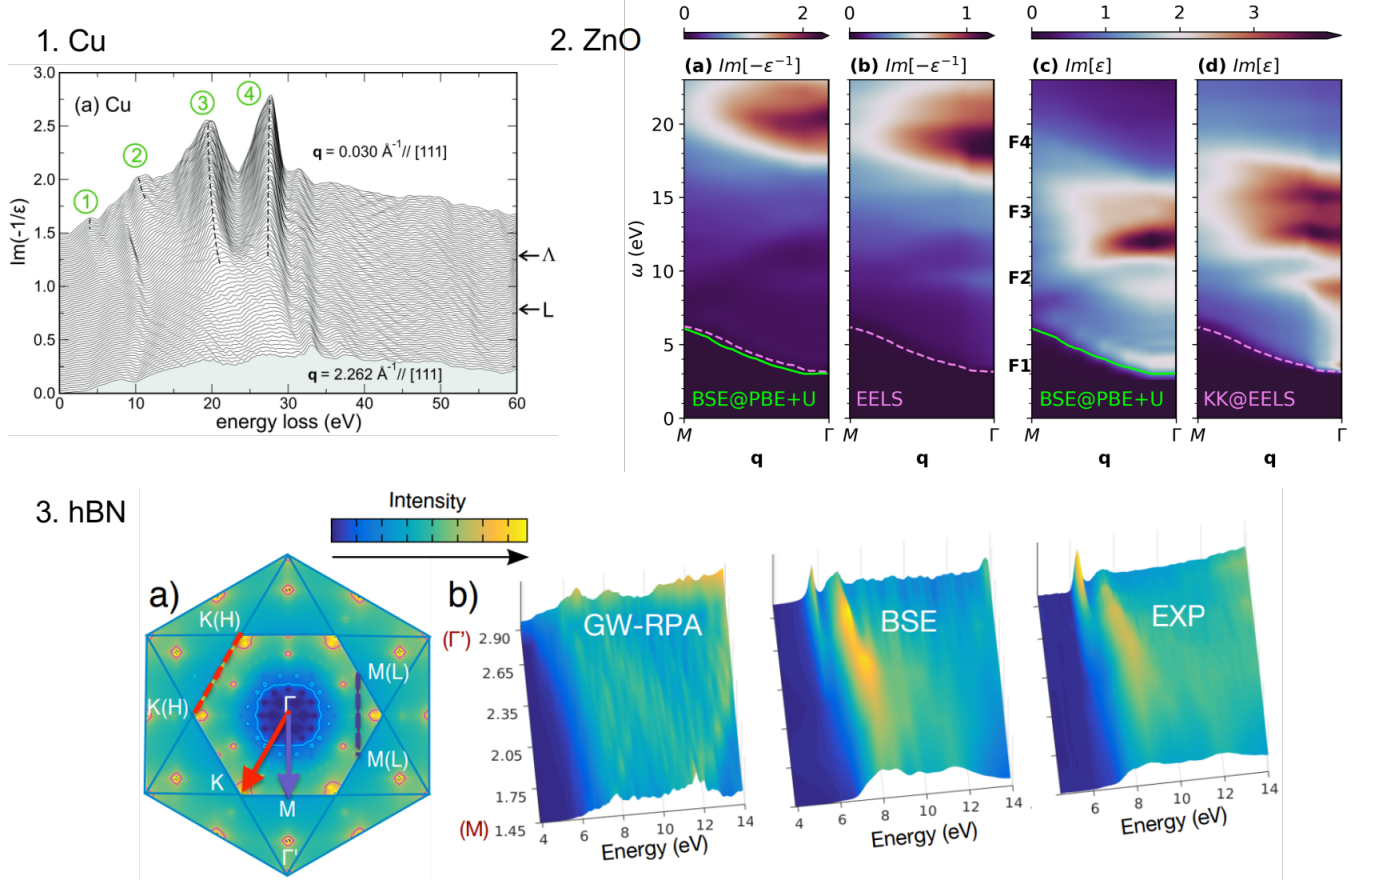 1. Cu
3.0
2.5
2.0
1.5
1.0
0.5
0.0
Im(-1/ε)
(a) Cu
①
②
③
④
q = 0.030 Å⁻¹// [111]
Λ
L
q = 2.262 Å⁻¹// [111]
0 10 20 30 40 50 60
energy loss (eV)
2. ZnO
0 2
0 1
0 1 2 3
(a) Im[−ε⁻¹]
(b) Im[−ε⁻¹]
(c) Im[ε]
(d) Im[ε]
20
15
10
5
0
ω (eV)
F4
F3
F2
F1
BSE@PBE+U
EELS
BSE@PBE+U
KK@EELS
M Γ
M Γ
M Γ
M Γ
q
q
q
q
3. hBN
Intensity
a)
K(H)
K(H)
M(L)
Γ
M(L)
K
M
Γ'
b)
(Γ')
2.90
2.65
2.35
2.05
1.75
(M) 1.45
GW-RPA
4 6 8 10 12 14
Energy (eV)
BSE
4 6 8 10 12 14
Energy (eV)
EXP
6 8 10 12 14
Energy (eV)